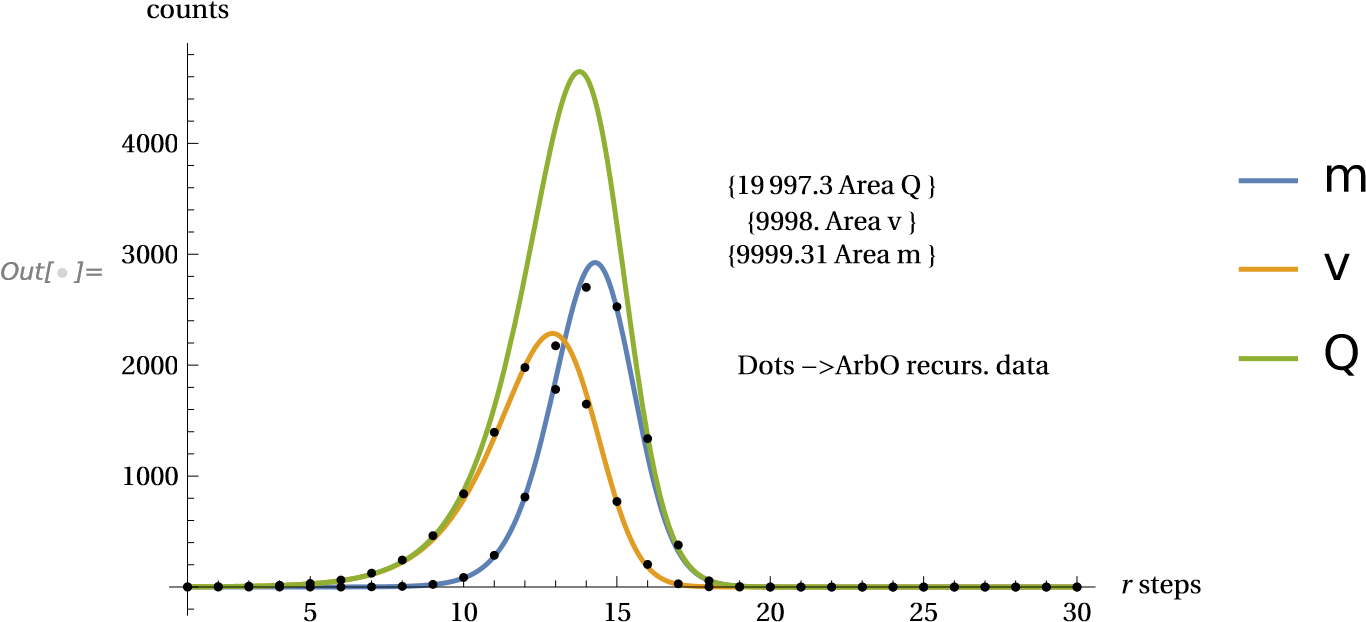 counts
4000
3000
2000
1000
Out[●]=
{19 997.3 Area Q }
{9998. Area v }
{9999.31 Area m }
Dots −>ArbO recurs. data
5 10 15 20 25 30
r steps
m
v
Q